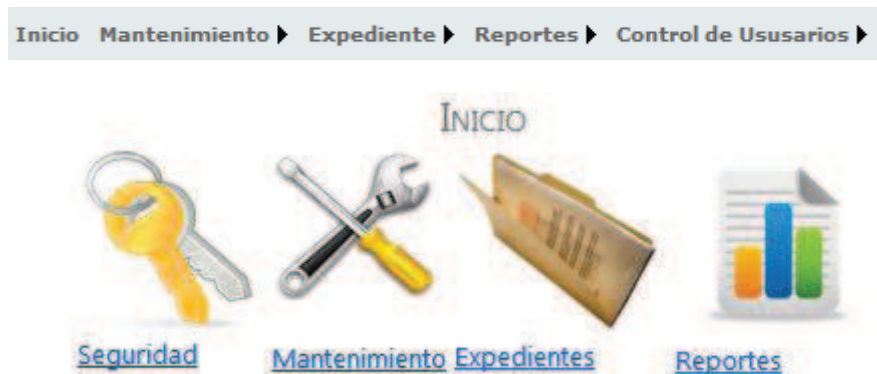 Inicio Mantenimiento Expediente Reportes Control de Ususarios
INICIO
Seguridad Mantenimiento Expedientes Reportes